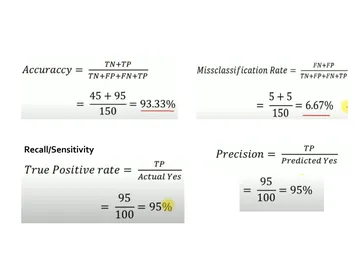 Accuraccy = TN+TP / TN+FP+FN+TP
= 45 + 95 / 150 = 93.33%
Missclassification Rate = FN+FP / TN+FP+FN+TP
= 5 + 5 / 150 = 6.67%
Recall/Sensitivity
True Positive rate = TP / Actual Yes
= 95 / 100 = 95%
Precision = TP / Predicted Yes
= 95 / 100 = 95%